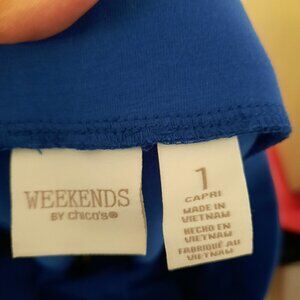 WEEKENDS
BY chico's®
1
CAPRI
MADE IN
VIETNAM
HECHO EN
VIETNAM
FABRIQUÉ AU
VIETNAM